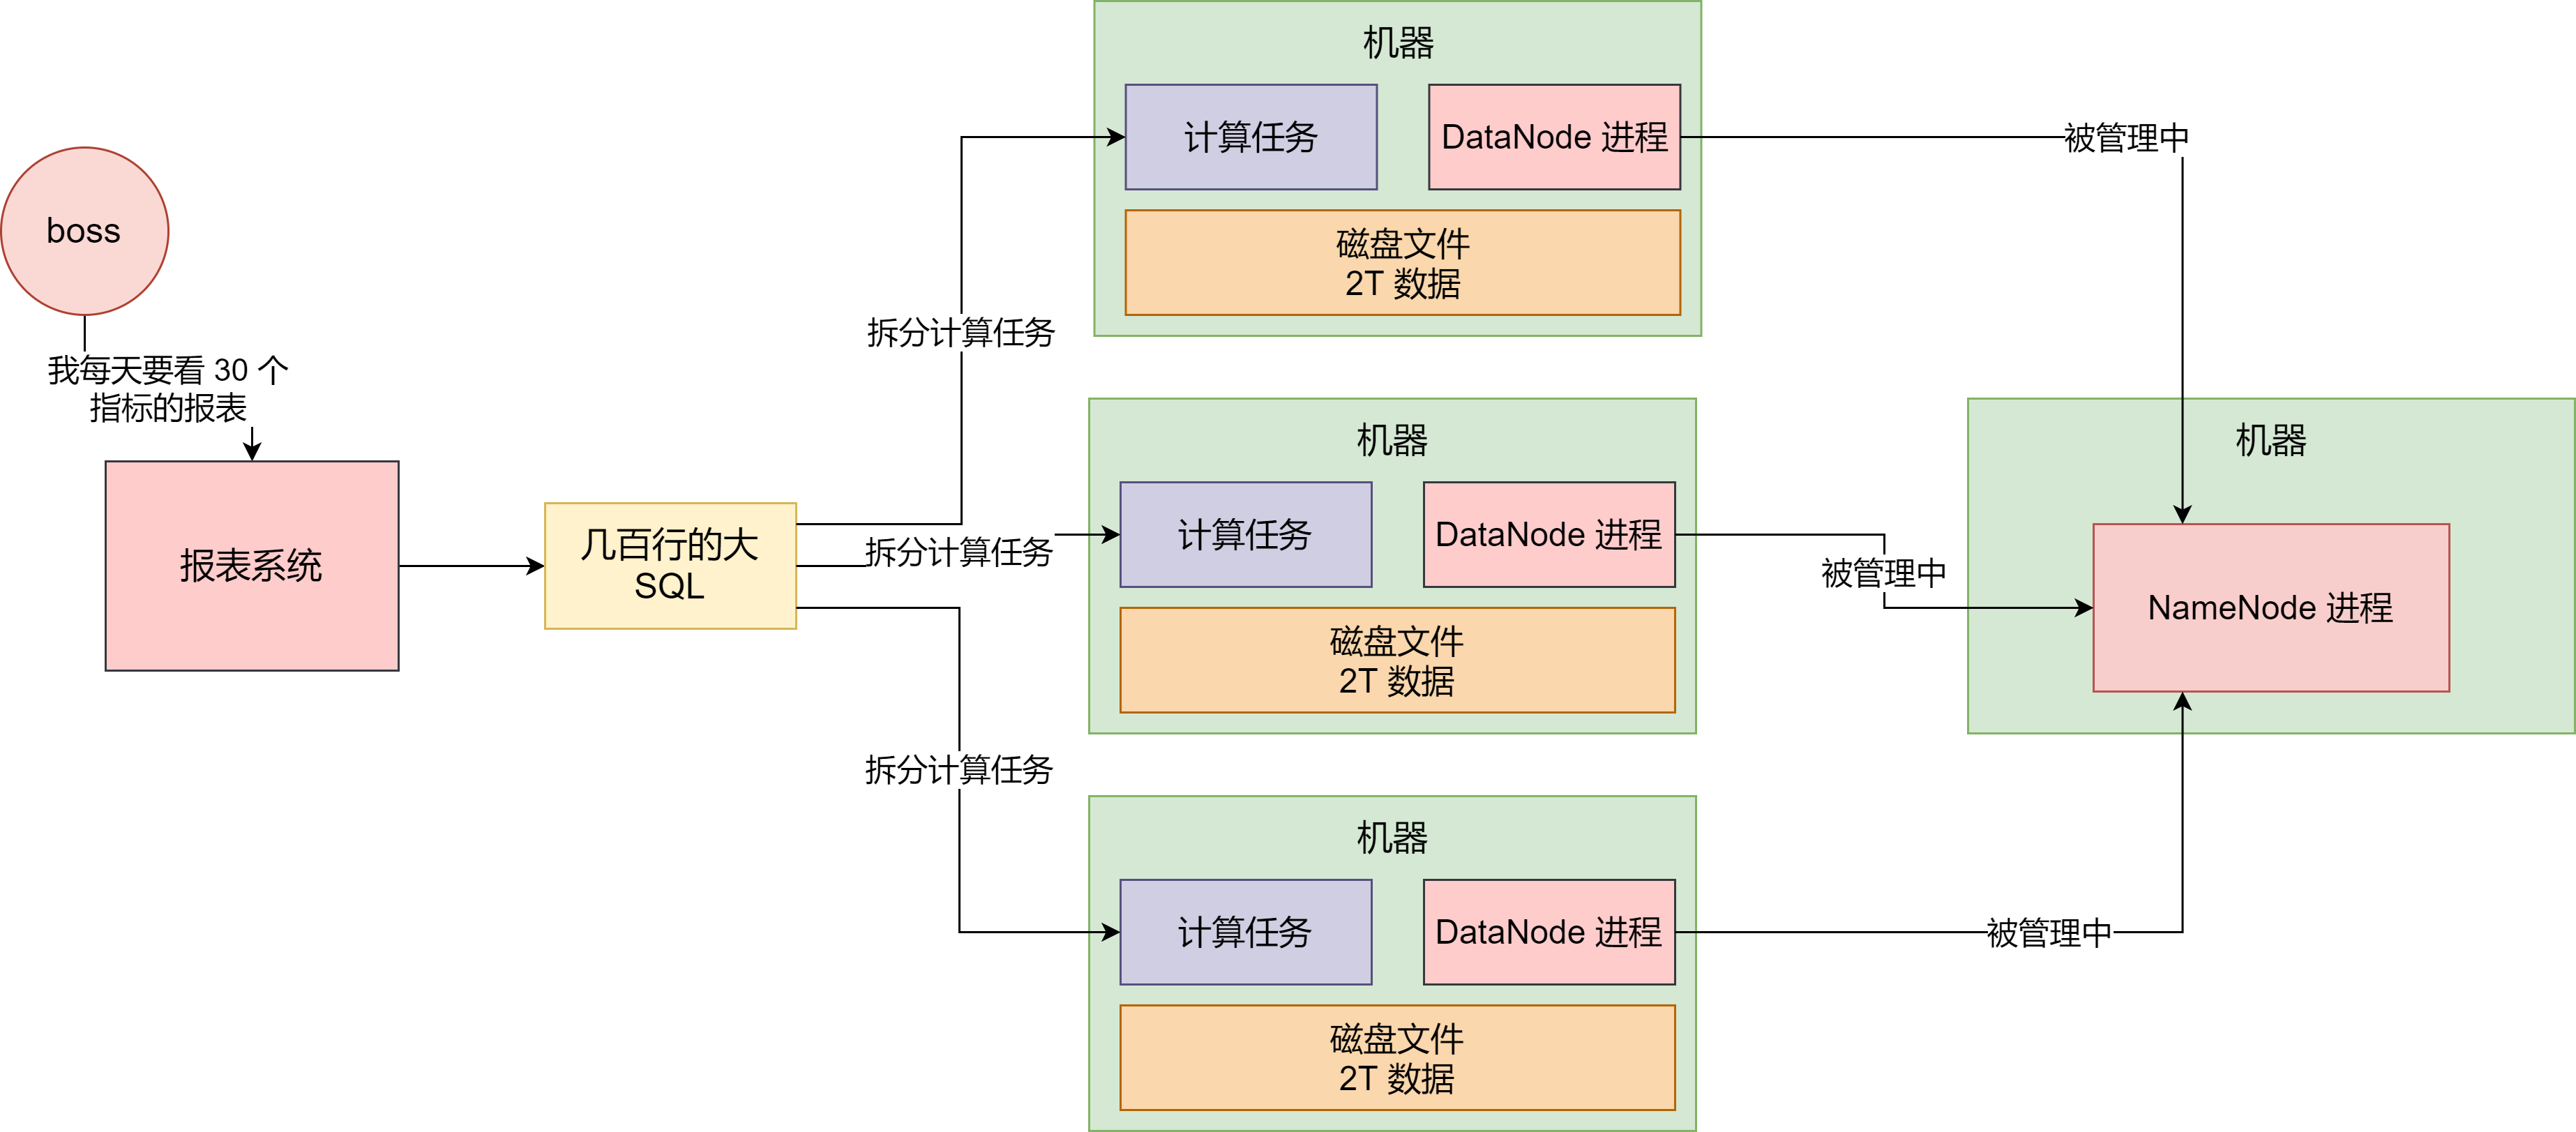 boss
我每天要看 30 个
指标的报表
报表系统
几百行的大
SQL
拆分计算任务
拆分计算任务
拆分计算任务
机器
计算任务
DataNode 进程
磁盘文件
2T 数据
机器
计算任务
DataNode 进程
磁盘文件
2T 数据
机器
计算任务
DataNode 进程
磁盘文件
2T 数据
被管理中
被管理中
被管理中
机器
NameNode 进程